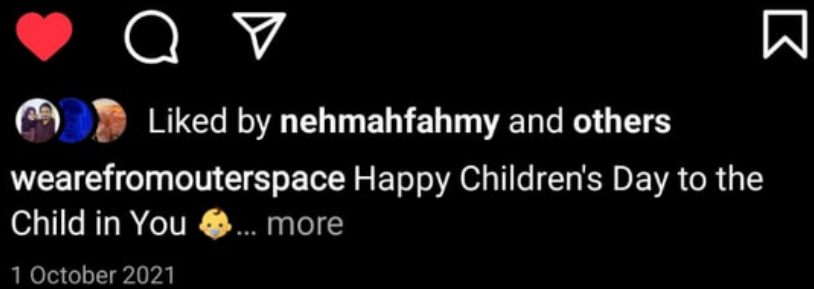 Liked by nehmahfahmy and others
wearefromouterspace Happy Children's Day to the
Child in You 👶... more
1 October 2021